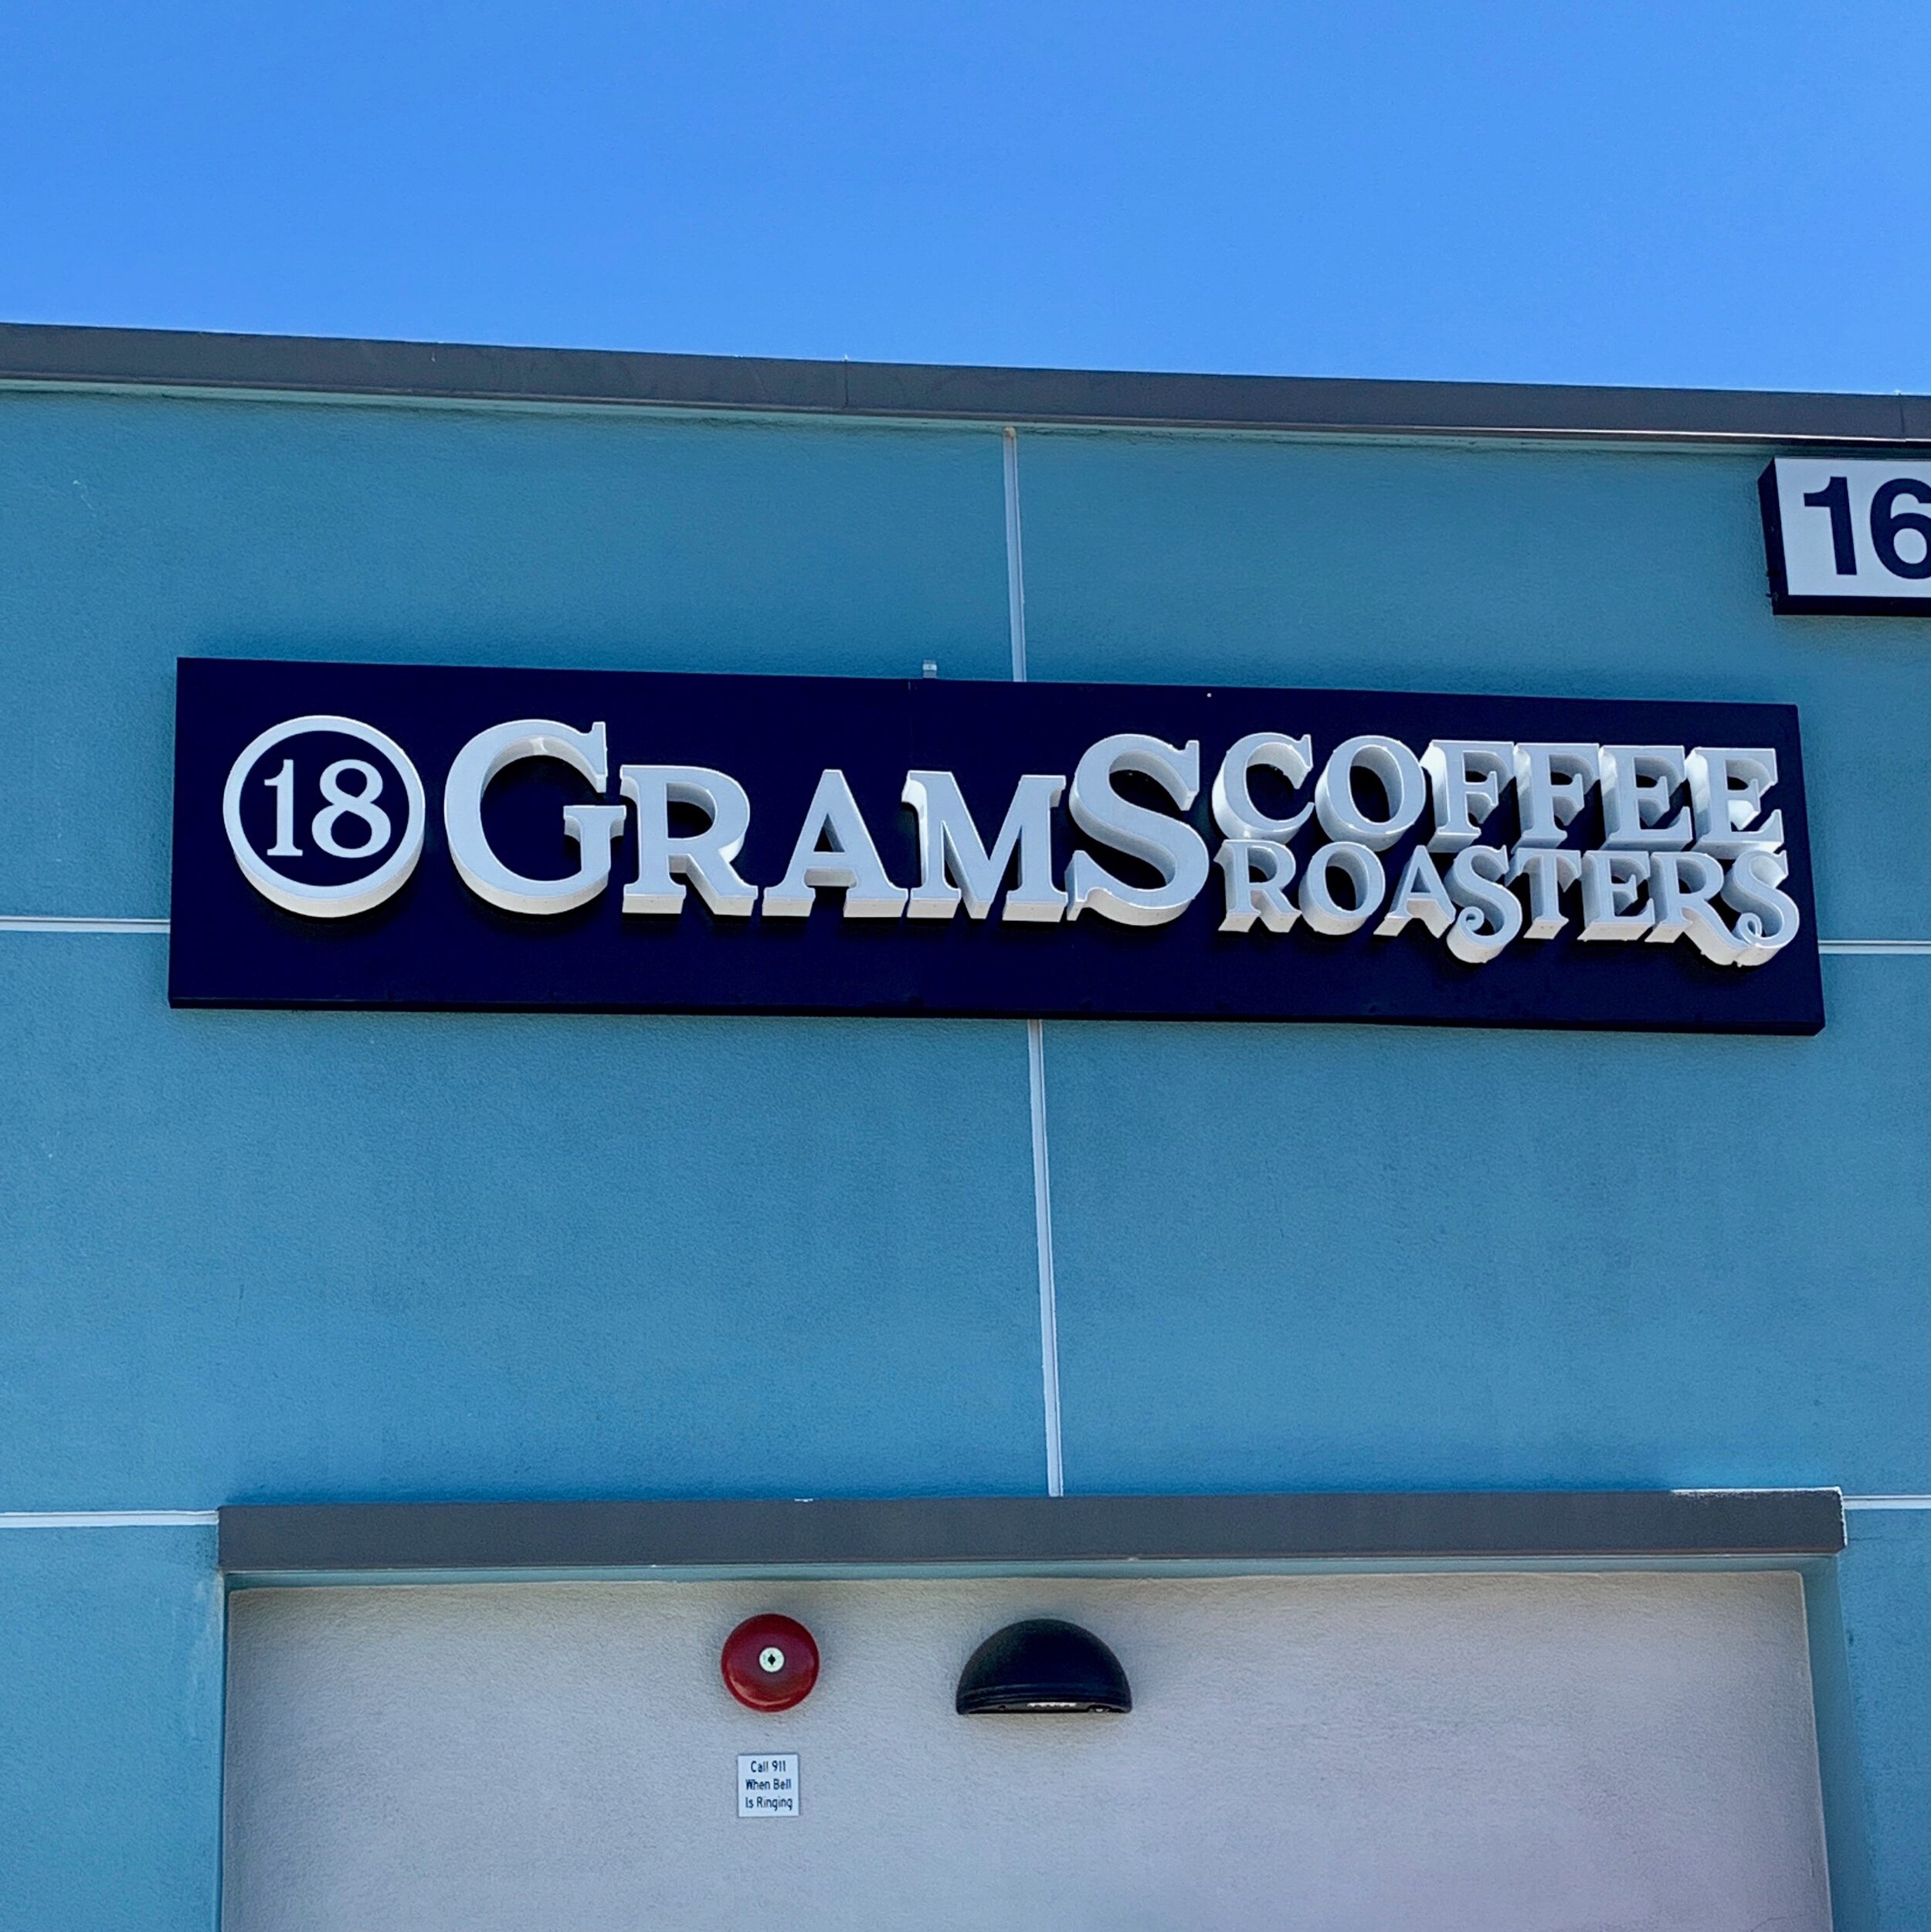 16
18 GRAMS COFFEE
ROASTERS
Call 911
When Bell
Is Ringing